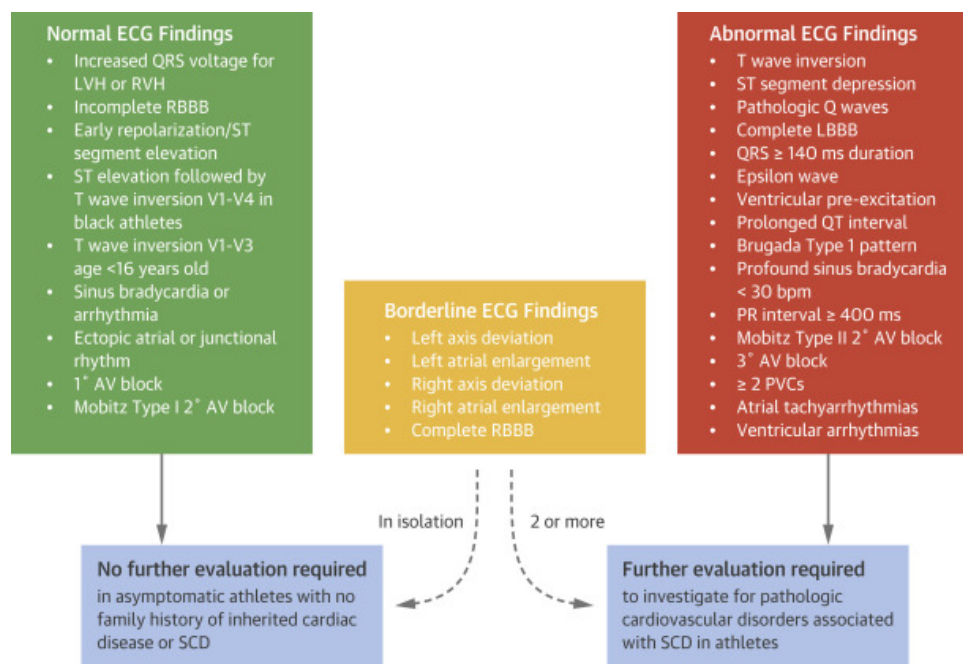 Normal ECG Findings
• Increased QRS voltage for
LVH or RVH
• Incomplete RBBB
• Early repolarization/ST
segment elevation
• ST elevation followed by
T wave inversion V1-V4 in
black athletes
• T wave inversion V1-V3
age <16 years old
• Sinus bradycardia or
arrhythmia
• Ectopic atrial or junctional
rhythm
• 1˚ AV block
• Mobitz Type I 2˚ AV block
Borderline ECG Findings
• Left axis deviation
• Left atrial enlargement
• Right axis deviation
• Right atrial enlargement
• Complete RBBB
Abnormal ECG Findings
• T wave inversion
• ST segment depression
• Pathologic Q waves
• Complete LBBB
• QRS ≥ 140 ms duration
• Epsilon wave
• Ventricular pre-excitation
• Prolonged QT interval
• Brugada Type 1 pattern
• Profound sinus bradycardia
< 30 bpm
• PR interval ≥ 400 ms
• Mobitz Type II 2˚ AV block
• 3˚ AV block
• ≥ 2 PVCs
• Atrial tachyarrhythmias
• Ventricular arrhythmias
In isolation
2 or more
No further evaluation required
in asymptomatic athletes with no
family history of inherited cardiac
disease or SCD
Further evaluation required
to investigate for pathologic
cardiovascular disorders associated
with SCD in athletes